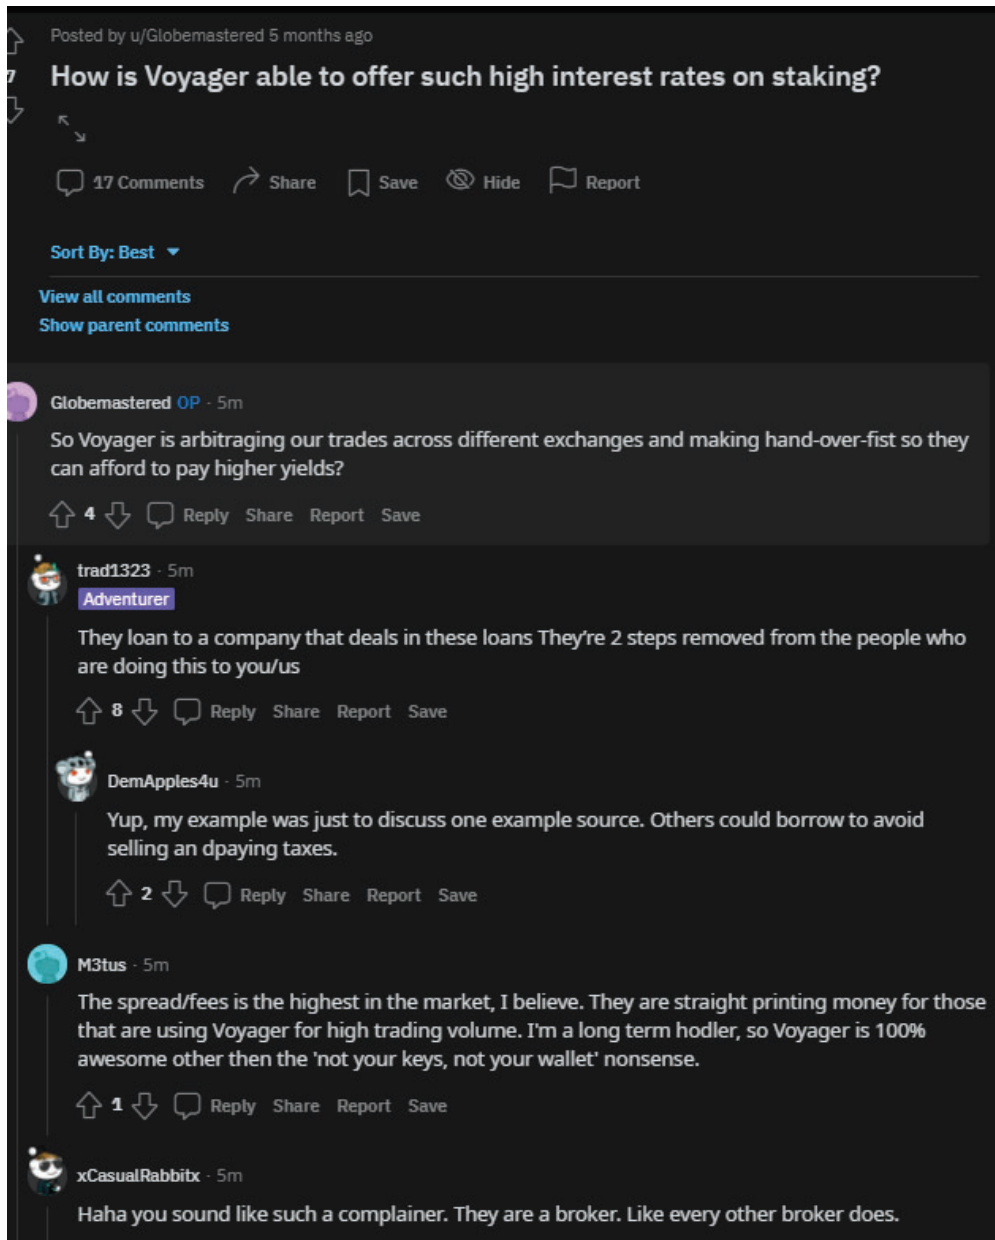 Posted by u/Globemastered 5 months ago
How is Voyager able to offer such high interest rates on staking?
17 Comments Share Save Hide Report
Sort By: Best
View all comments
Show parent comments
Globemastered OP · 5m
So Voyager is arbitraging our trades across different exchanges and making hand-over-fist so they
can afford to pay higher yields?
4 Reply Share Report Save
trad1323 · 5m
Adventurer
They loan to a company that deals in these loans They're 2 steps removed from the people who
are doing this to you/us
8 Reply Share Report Save
DemApples4u · 5m
Yup, my example was just to discuss one example source. Others could borrow to avoid
selling an dpaying taxes.
2 Reply Share Report Save
M3tus · 5m
The spread/fees is the highest in the market, I believe. They are straight printing money for those
that are using Voyager for high trading volume. I'm a long term hodler, so Voyager is 100%
awesome other then the 'not your keys, not your wallet' nonsense.
1 Reply Share Report Save
xCasualRabbitx · 5m
Haha you sound like such a complainer. They are a broker. Like every other broker does.